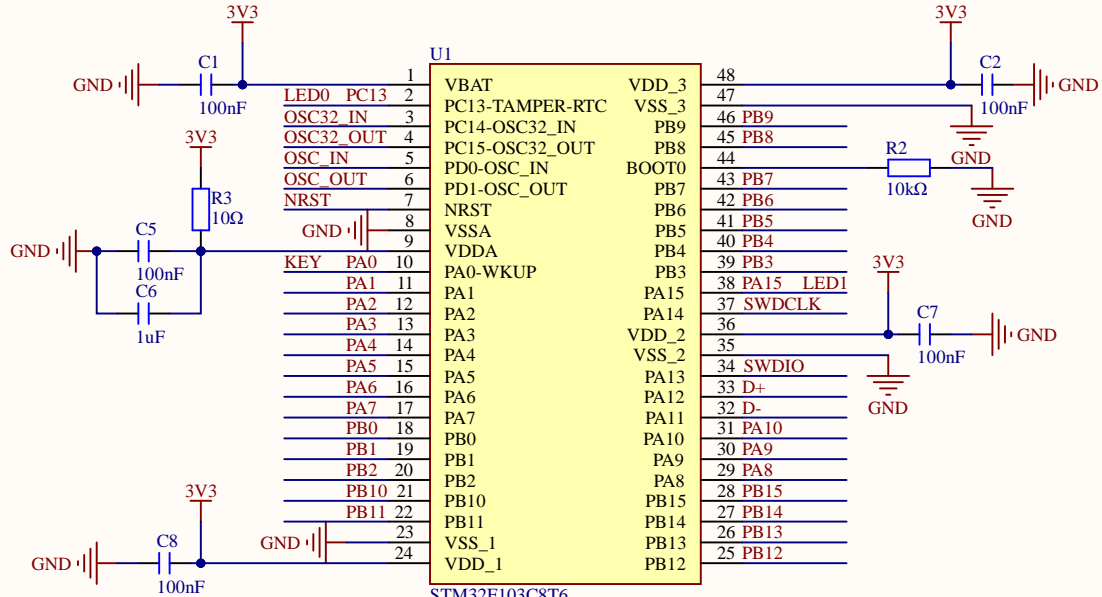 3V3
3V3
U1
C1
GND
100nF
C2
GND
100nF
1 VBAT
VDD_3 48
LED0 PC13 2 PC13-TAMPER-RTC
VSS_3 47
GND
OSC32_IN 3 PC14-OSC32_IN
PB9 46 PB9
OSC32_OUT 4 PC15-OSC32_OUT
PB8 45 PB8
OSC_IN 5 PD0-OSC_IN
BOOT0 44
R2
10kΩ
GND
OSC_OUT 6 PD1-OSC_OUT
PB7 43 PB7
NRST 7 NRST
PB6 42 PB6
GND 8 VSSA
PB5 41 PB5
9 VDDA
PB4 40 PB4
3V3
R3
10Ω
GND
C5
100nF
C6
1uF
KEY PA0 10 PA0-WKUP
PB3 39 PB3
PA1 11 PA1
PA15 38 PA15 LED1
PA2 12 PA2
PA14 37 SWDCLK
PA3 13 PA3
VDD_2 36
3V3
C7
100nF
GND
PA4 14 PA4
VSS_2 35
GND
PA5 15 PA5
PA13 34 SWDIO
PA6 16 PA6
PA12 33 D+
PA7 17 PA7
PA11 32 D-
PB0 18 PB0
PA10 31 PA10
PB1 19 PB1
PA9 30 PA9
PB2 20 PB2
PA8 29 PA8
PB10 21 PB10
PB15 28 PB15
PB11 22 PB11
PB14 27 PB14
GND 23 VSS_1
PB13 26 PB13
24 VDD_1
PB12 25 PB12
3V3
C8
GND
100nF
STM32F103C8T6